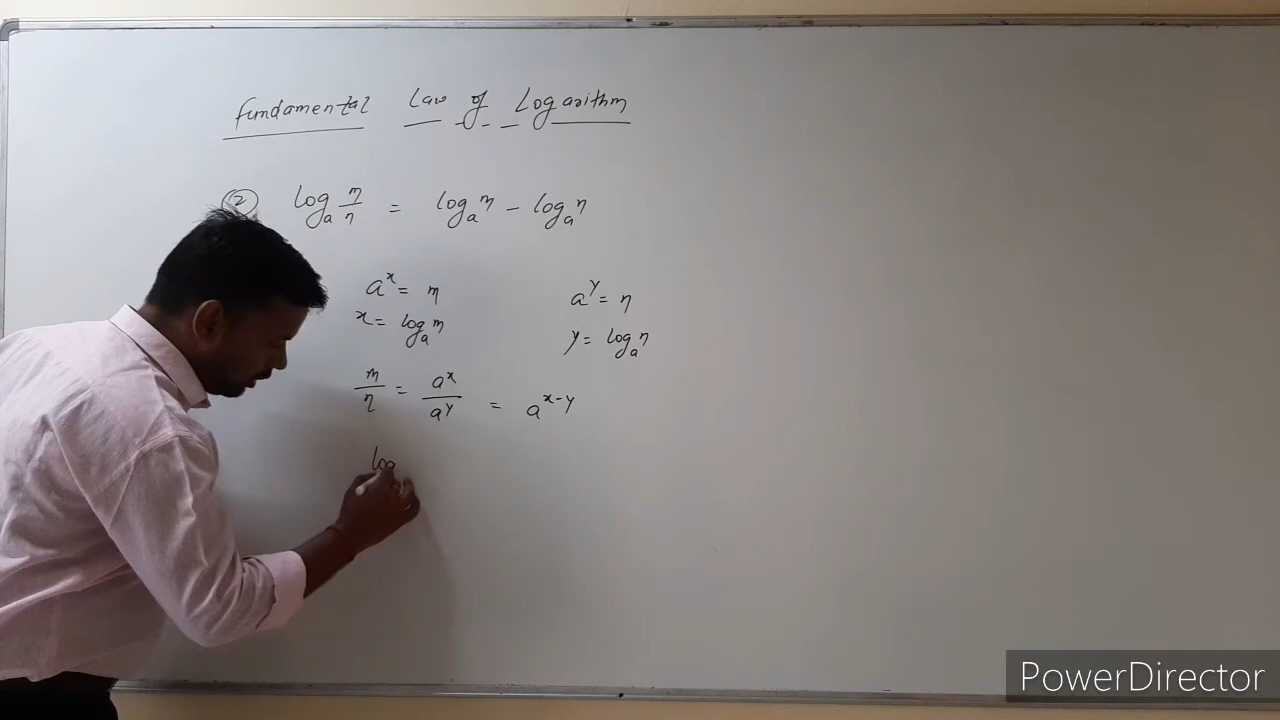 Fundamental Law of Logarithm
② log_a m/n = log_a m - log_a n
a^x = m a^y = n
x = log_a m y = log_a n
m/n = a^x/a^y = a^(x-y)
log
PowerDirector